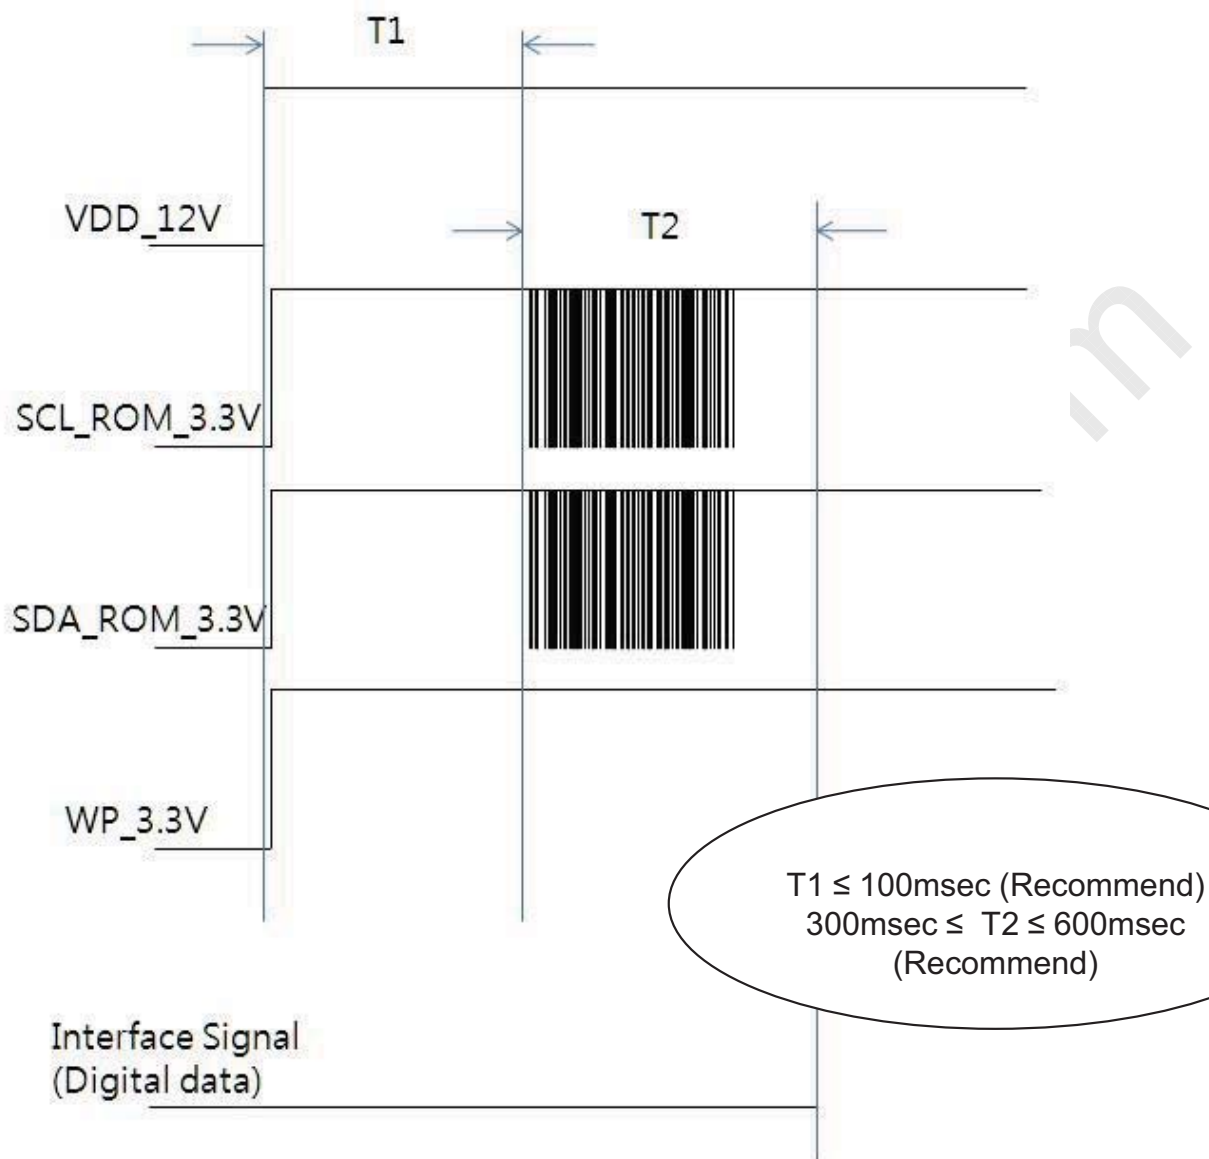 T1
VDD_12V
T2
SCL_ROM_3.3V
SDA_ROM_3.3V
WP_3.3V
T1 ≤ 100msec (Recommend)
300msec ≤ T2 ≤ 600msec
(Recommend)
Interface Signal
(Digital data)